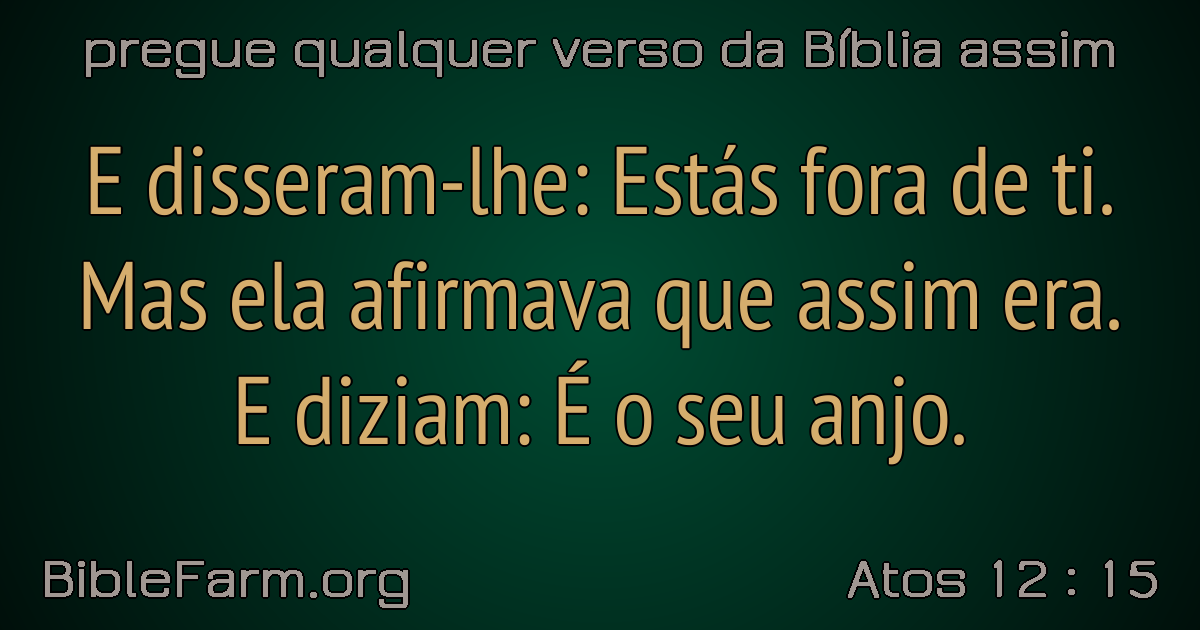 pregue qualquer verso da Bíblia assim
E disseram-lhe: Estás fora de ti.
Mas ela afirmava que assim era.
E diziam: É o seu anjo.
BibleFarm.org
Atos 12 : 15